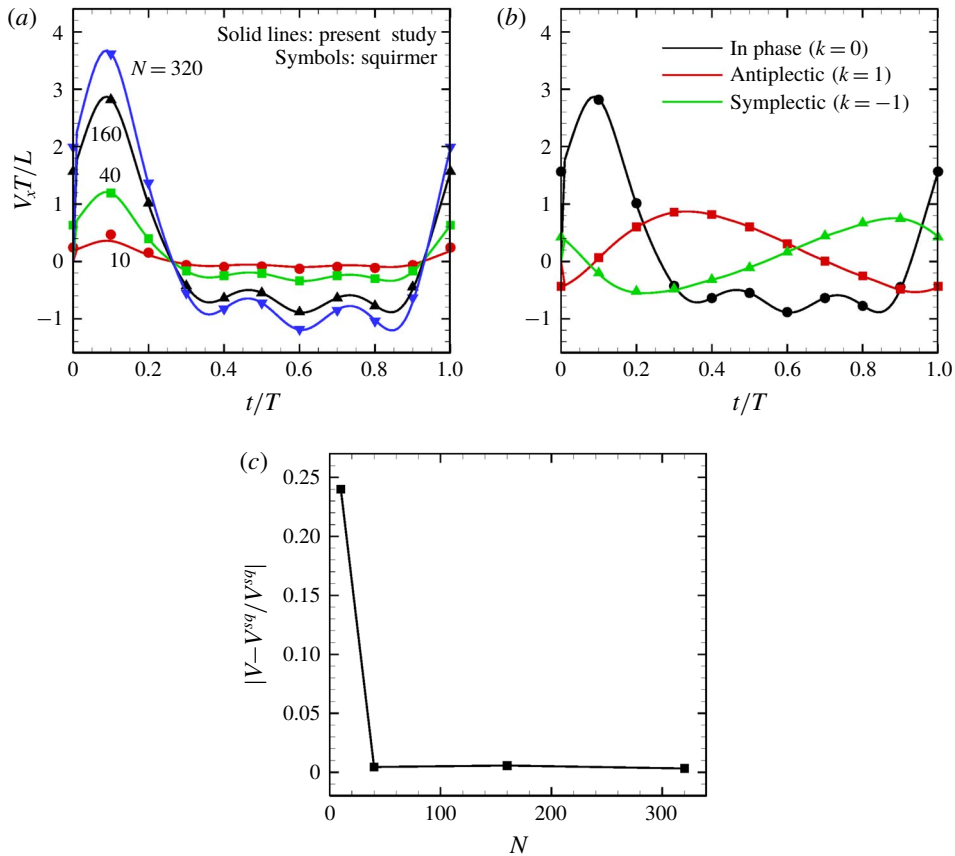 (a)
Solid lines: present study
Symbols: squirmer
N = 320
160
40
10
4
3
2
1
0
−1
V_xT/L
0 0.2 0.4 0.6 0.8 1.0
t/T
(b)
In phase (k = 0)
Antiplectic (k = 1)
Symplectic (k = −1)
4
3
2
1
0
−1
0 0.2 0.4 0.6 0.8 1.0
t/T
(c)
0.25
0.20
0.15
0.10
0.05
0
|V − V^{sq}/V^{sq}|
0 100 200 300
N